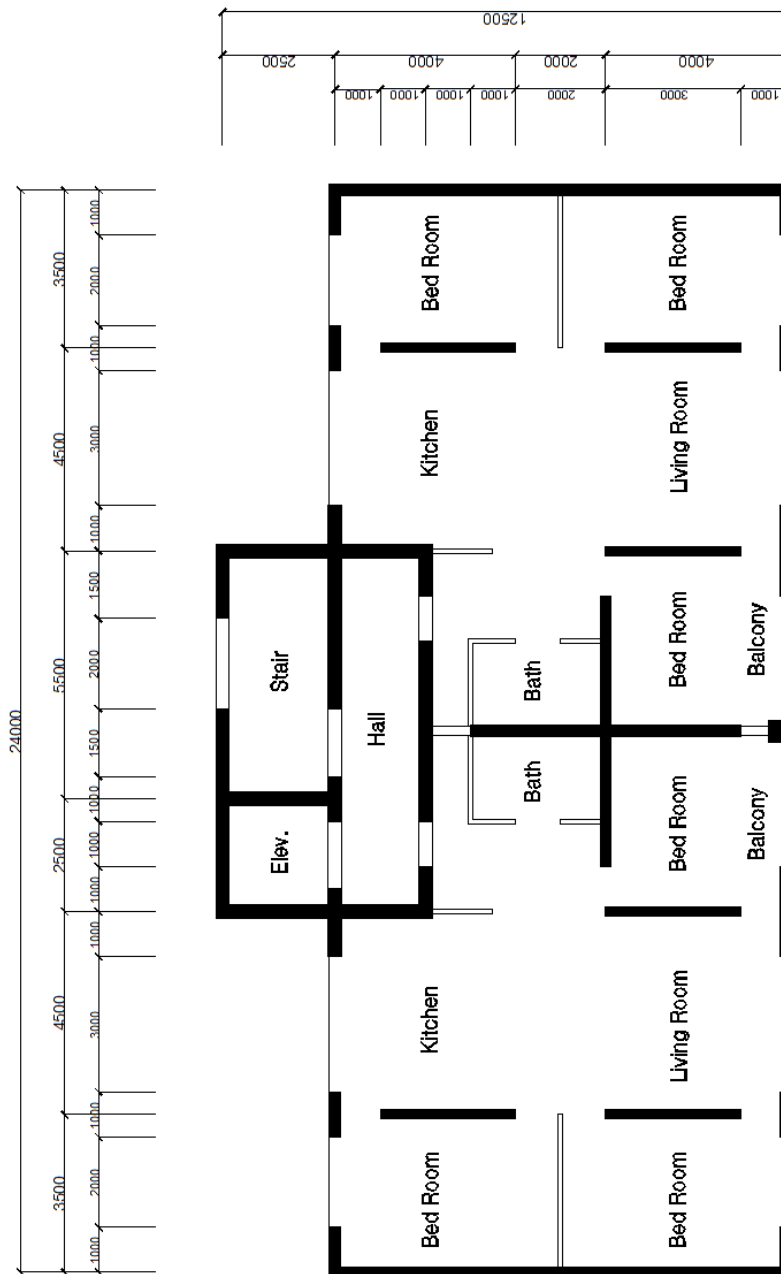 24000
3500 4500 2500 5500 4500 3500
1000 2000 1000 3000 1000 1000 1000 1000 1500 2000 1500 1000 3000 1000 2000 1000
Elev. Stair
Hall
Bed Room Kitchen Kitchen Bed Room
Bath Bath
Bed Room Living Room Bed Room Bed Room Living Room Bed Room
Balcony Balcony
1000 1000 1000 1000 2000 3000 1000
2500 4000 2000 4000
12500